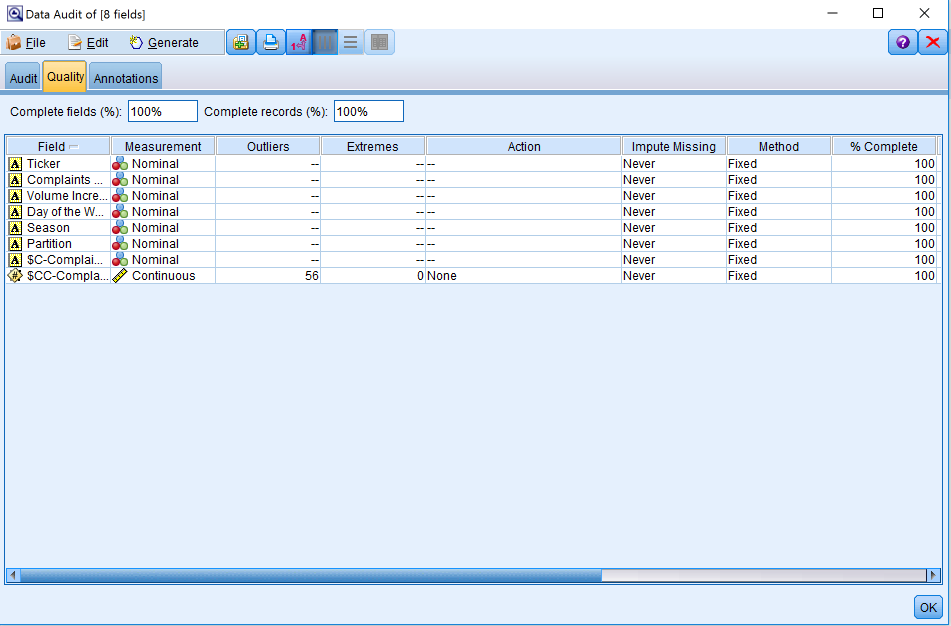 Data Audit of [8 fields]
File Edit Generate
Audit Quality Annotations
Complete fields (%): 100% Complete records (%): 100%
Field Measurement Outliers Extremes Action Impute Missing Method % Complete
Ticker Nominal -- -- -- Never Fixed 100
Complaints ... Nominal -- -- -- Never Fixed 100
Volume Incre... Nominal -- -- -- Never Fixed 100
Day of the W... Nominal -- -- -- Never Fixed 100
Season Nominal -- -- -- Never Fixed 100
Partition Nominal -- -- -- Never Fixed 100
$C-Complai... Nominal -- -- -- Never Fixed 100
$CC-Compla... Continuous 56 0 None Never Fixed 100
OK